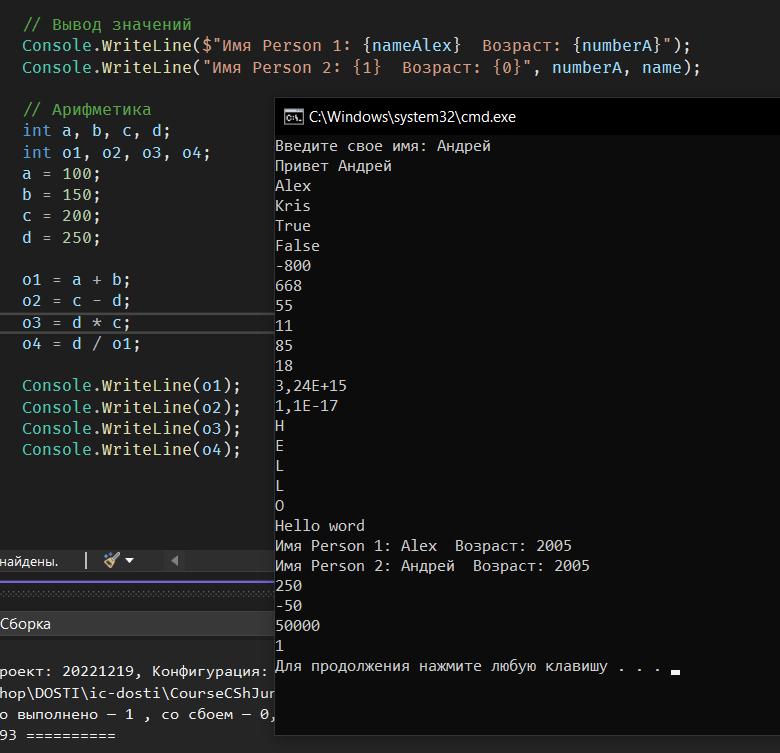 // Вывод значений
Console.WriteLine($"Имя Person 1: {nameAlex}  Возраст: {numberA}");
Console.WriteLine("Имя Person 2: {1}  Возраст: {0}", numberA, name);
// Арифметика
int a, b, c, d;
int o1, o2, o3, o4;
a = 100;
b = 150;
c = 200;
d = 250;
o1 = a + b;
o2 = c - d;
o3 = d * c;
o4 = d / o1;
Console.WriteLine(o1);
Console.WriteLine(o2);
Console.WriteLine(o3);
Console.WriteLine(o4);
найдены.
Сборка
роект: 20221219, Конфигурация:
hop\DOSTI\ic-dosti\CourseCShJur
о выполнено — 1 , со сбоем — 0,
93 ==========
C:\Windows\system32\cmd.exe
Введите свое имя: Андрей
Привет Андрей
Alex
Kris
True
False
-800
668
55
11
85
18
3,24E+15
1,1E-17
H
E
L
L
O
Hello word
Имя Person 1: Alex  Возраст: 2005
Имя Person 2: Андрей  Возраст: 2005
250
-50
50000
1
Для продолжения нажмите любую клавишу . . .